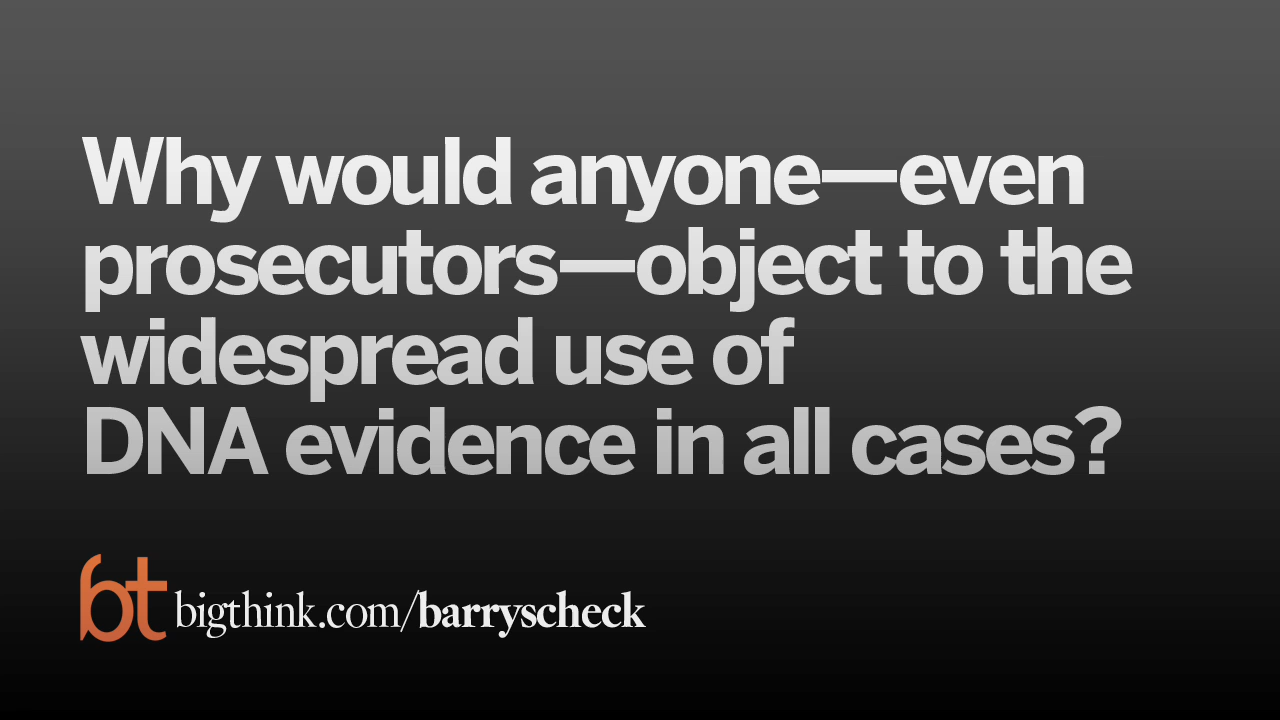 Why would anyone—even
prosecutors—object to the
widespread use of
DNA evidence in all cases?
bt bigthink.com/barryscheck